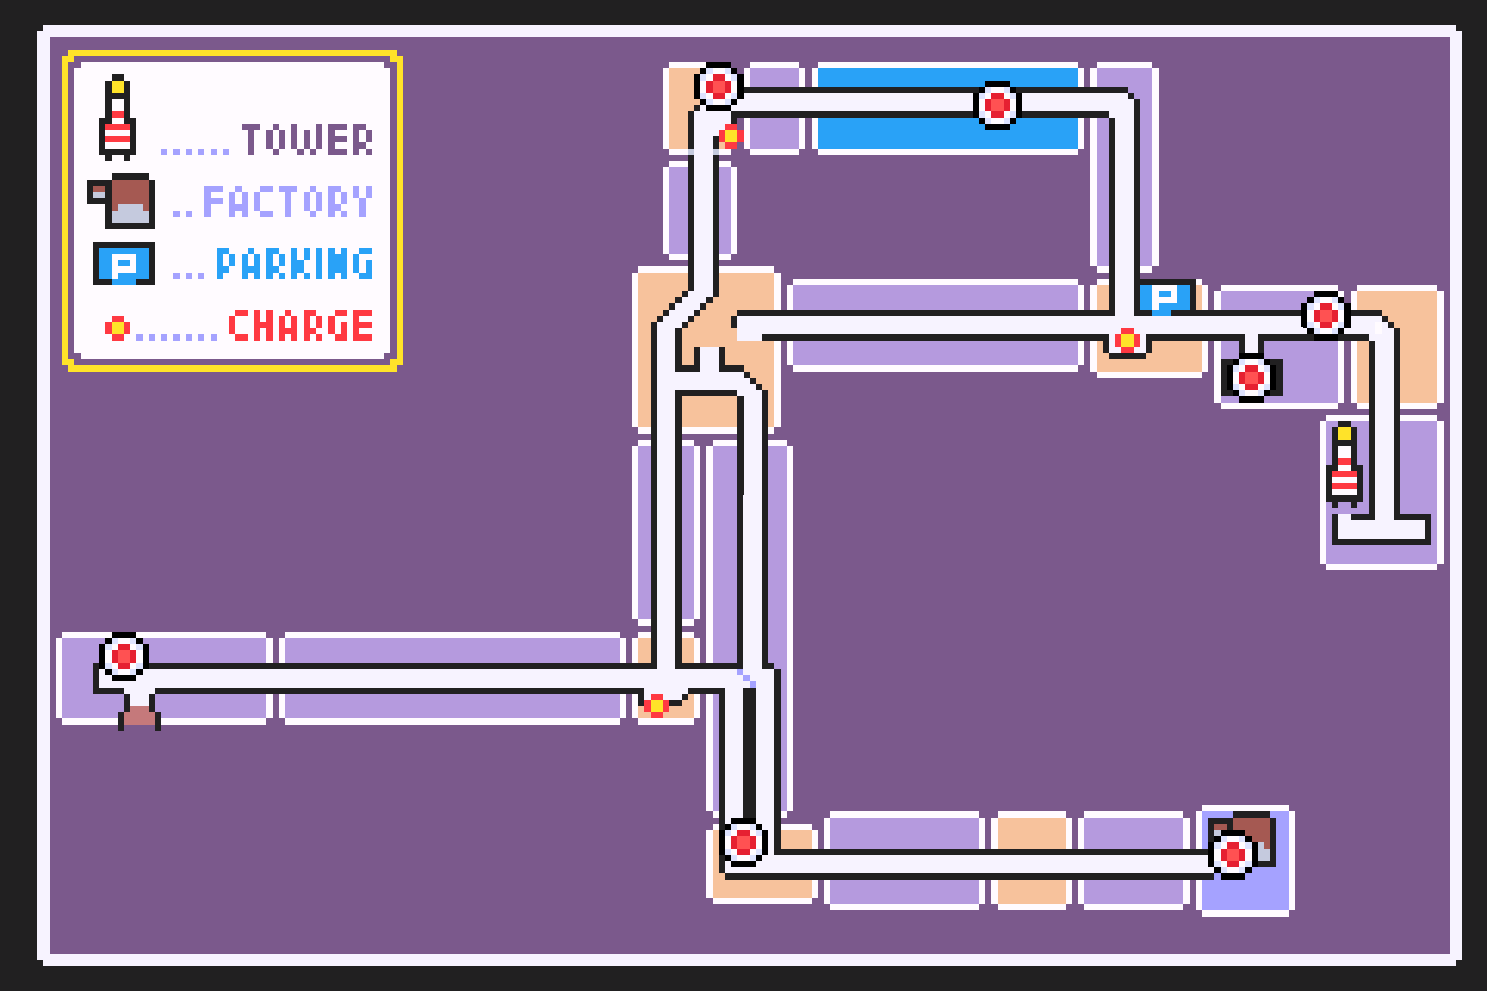 ......TOWER
..FACTORY
P ...PARKING
.......CHARGE
P